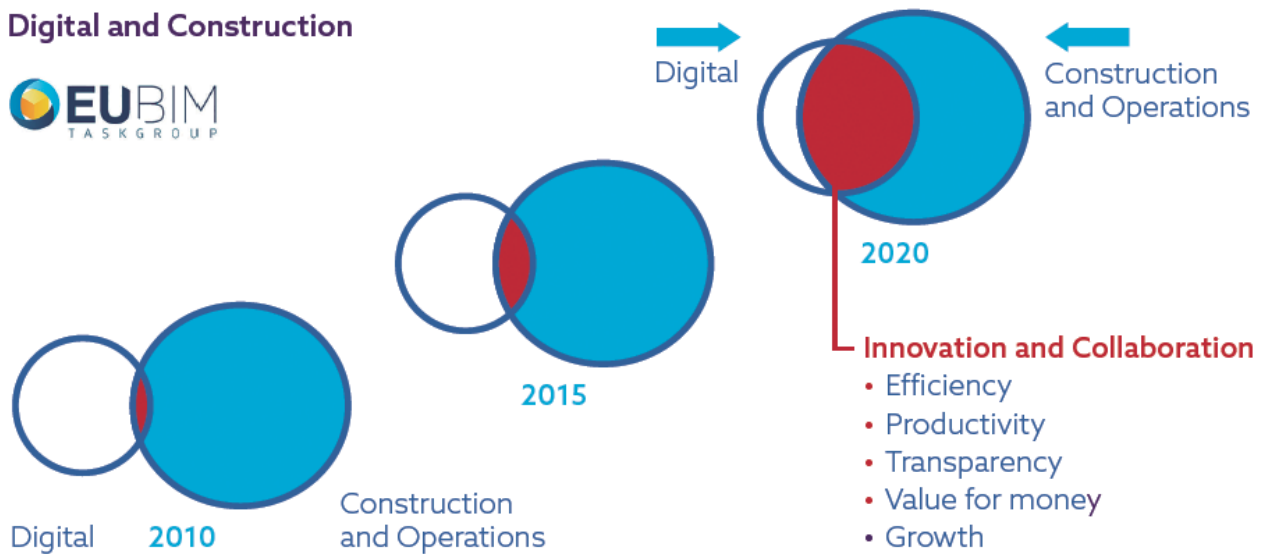 Digital and Construction
EUBIM
TASKGROUP
Digital
Construction
and Operations
2020
2015
Innovation and Collaboration
• Efficiency
• Productivity
• Transparency
• Value for money
• Growth
Construction
and Operations
Digital
2010